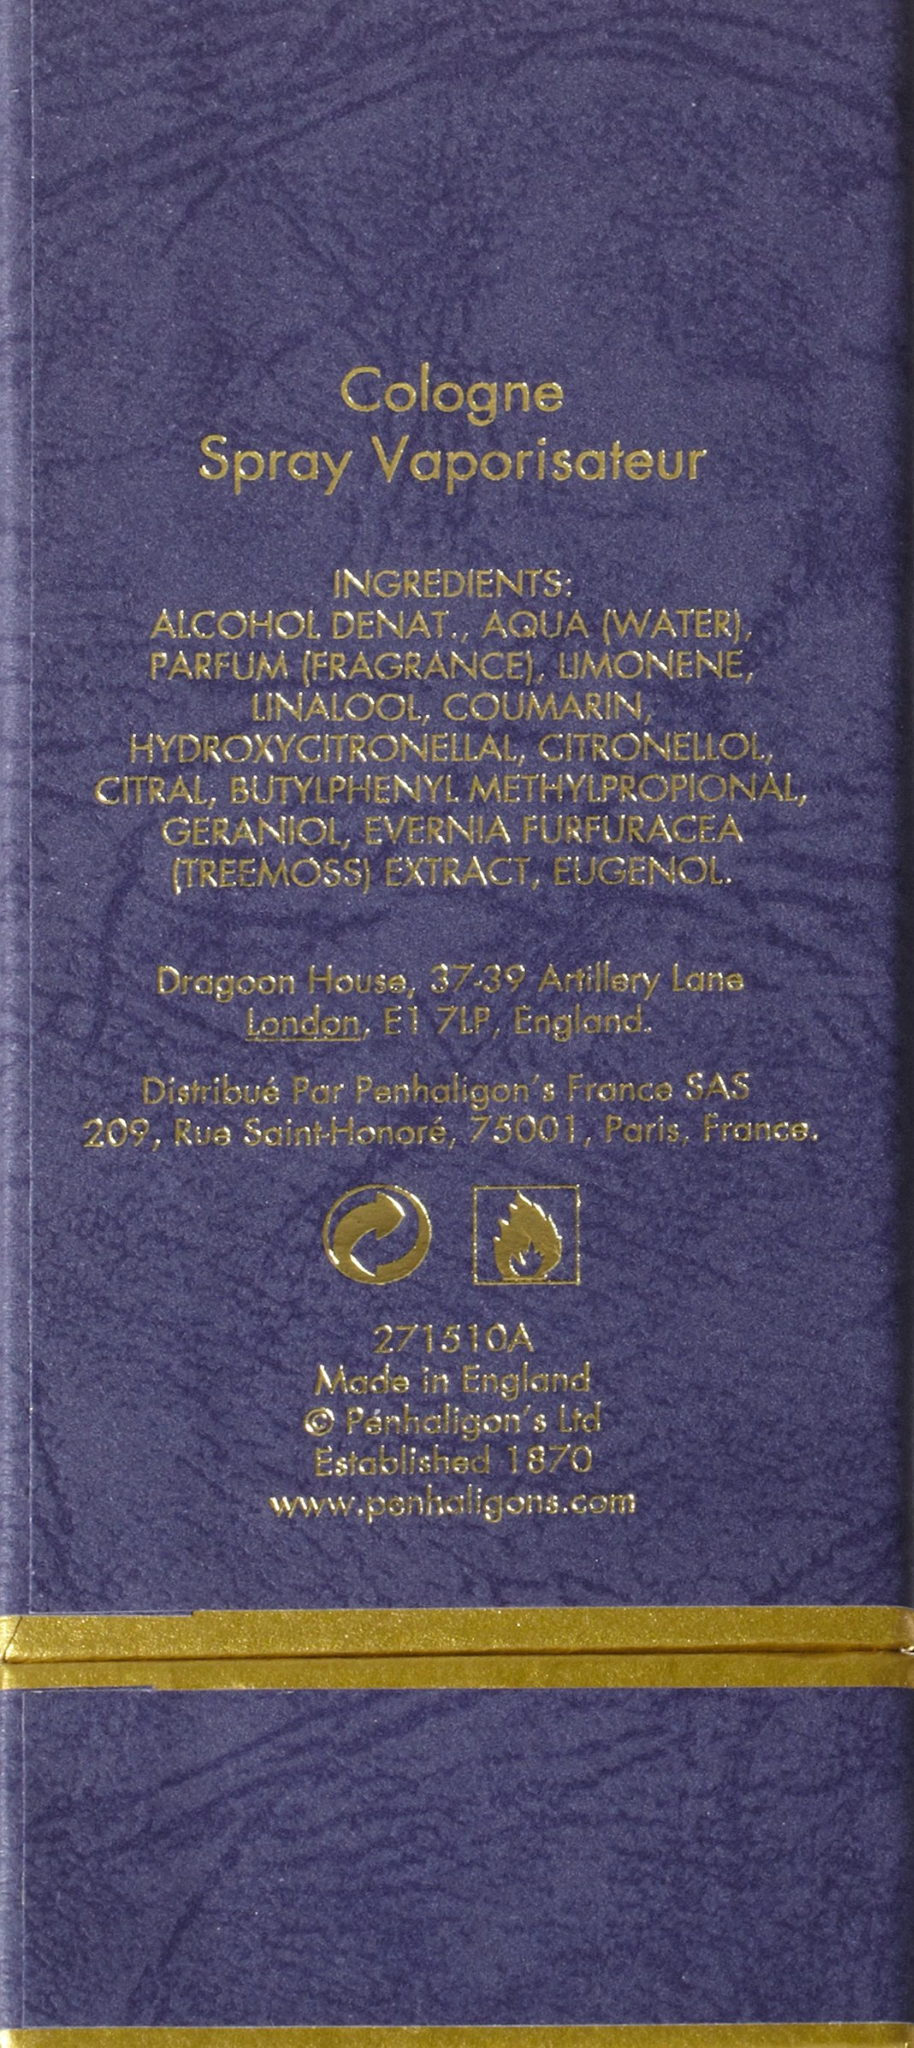 Cologne
Spray Vaporisateur
INGREDIENTS:
ALCOHOL DENAT., AQUA (WATER),
PARFUM (FRAGRANCE), LIMONENE,
LINALOOL, COUMARIN,
HYDROXYCITRONELLAL, CITRONELLOL,
CITRAL, BUTYLPHENYL METHYLPROPIONAL,
GERANIOL, EVERNIA FURFURACEA
(TREEMOSS) EXTRACT, EUGENOL.
Dragoon House, 37-39 Artillery Lane
London, E1 7LP, England.
Distribué Par Penhaligon's France SAS
209, Rue Saint-Honoré, 75001, Paris, France.
271510A
Made in England
© Penhaligon's Ltd
Established 1870
www.penhaligons.com